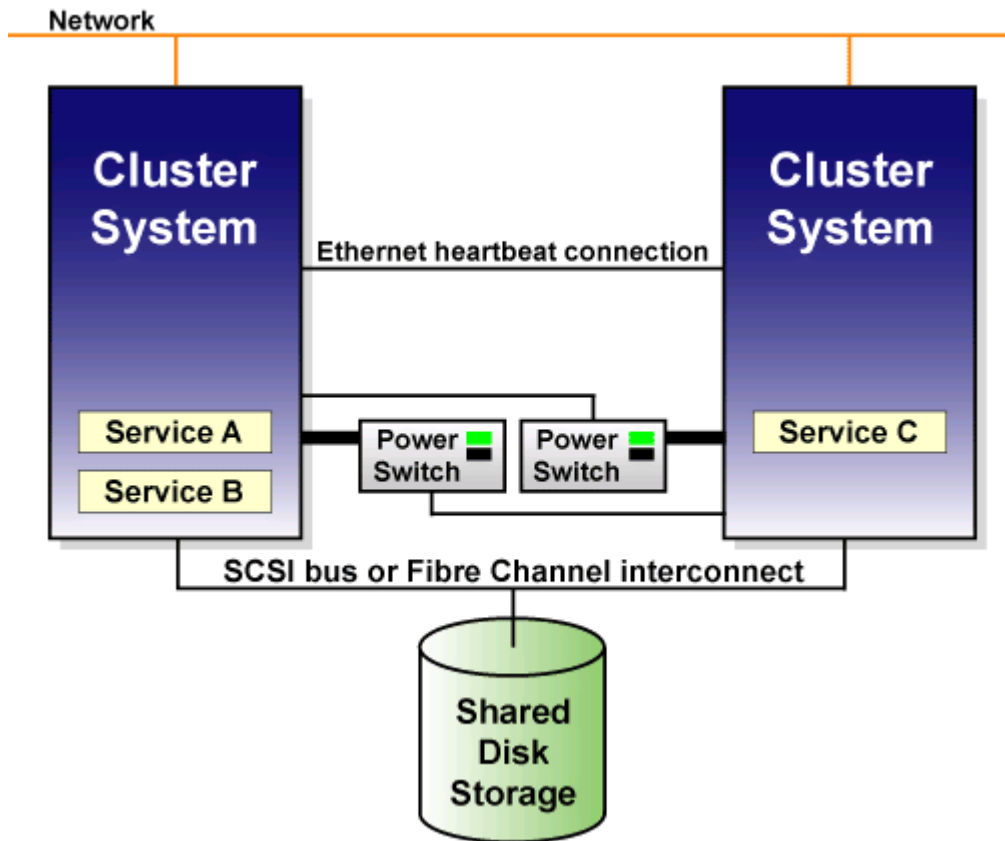 Network
Cluster
System
Cluster
System
Ethernet heartbeat connection
Service A
Service B
Power
Switch
Power
Switch
Service C
SCSI bus or Fibre Channel interconnect
Shared
Disk
Storage